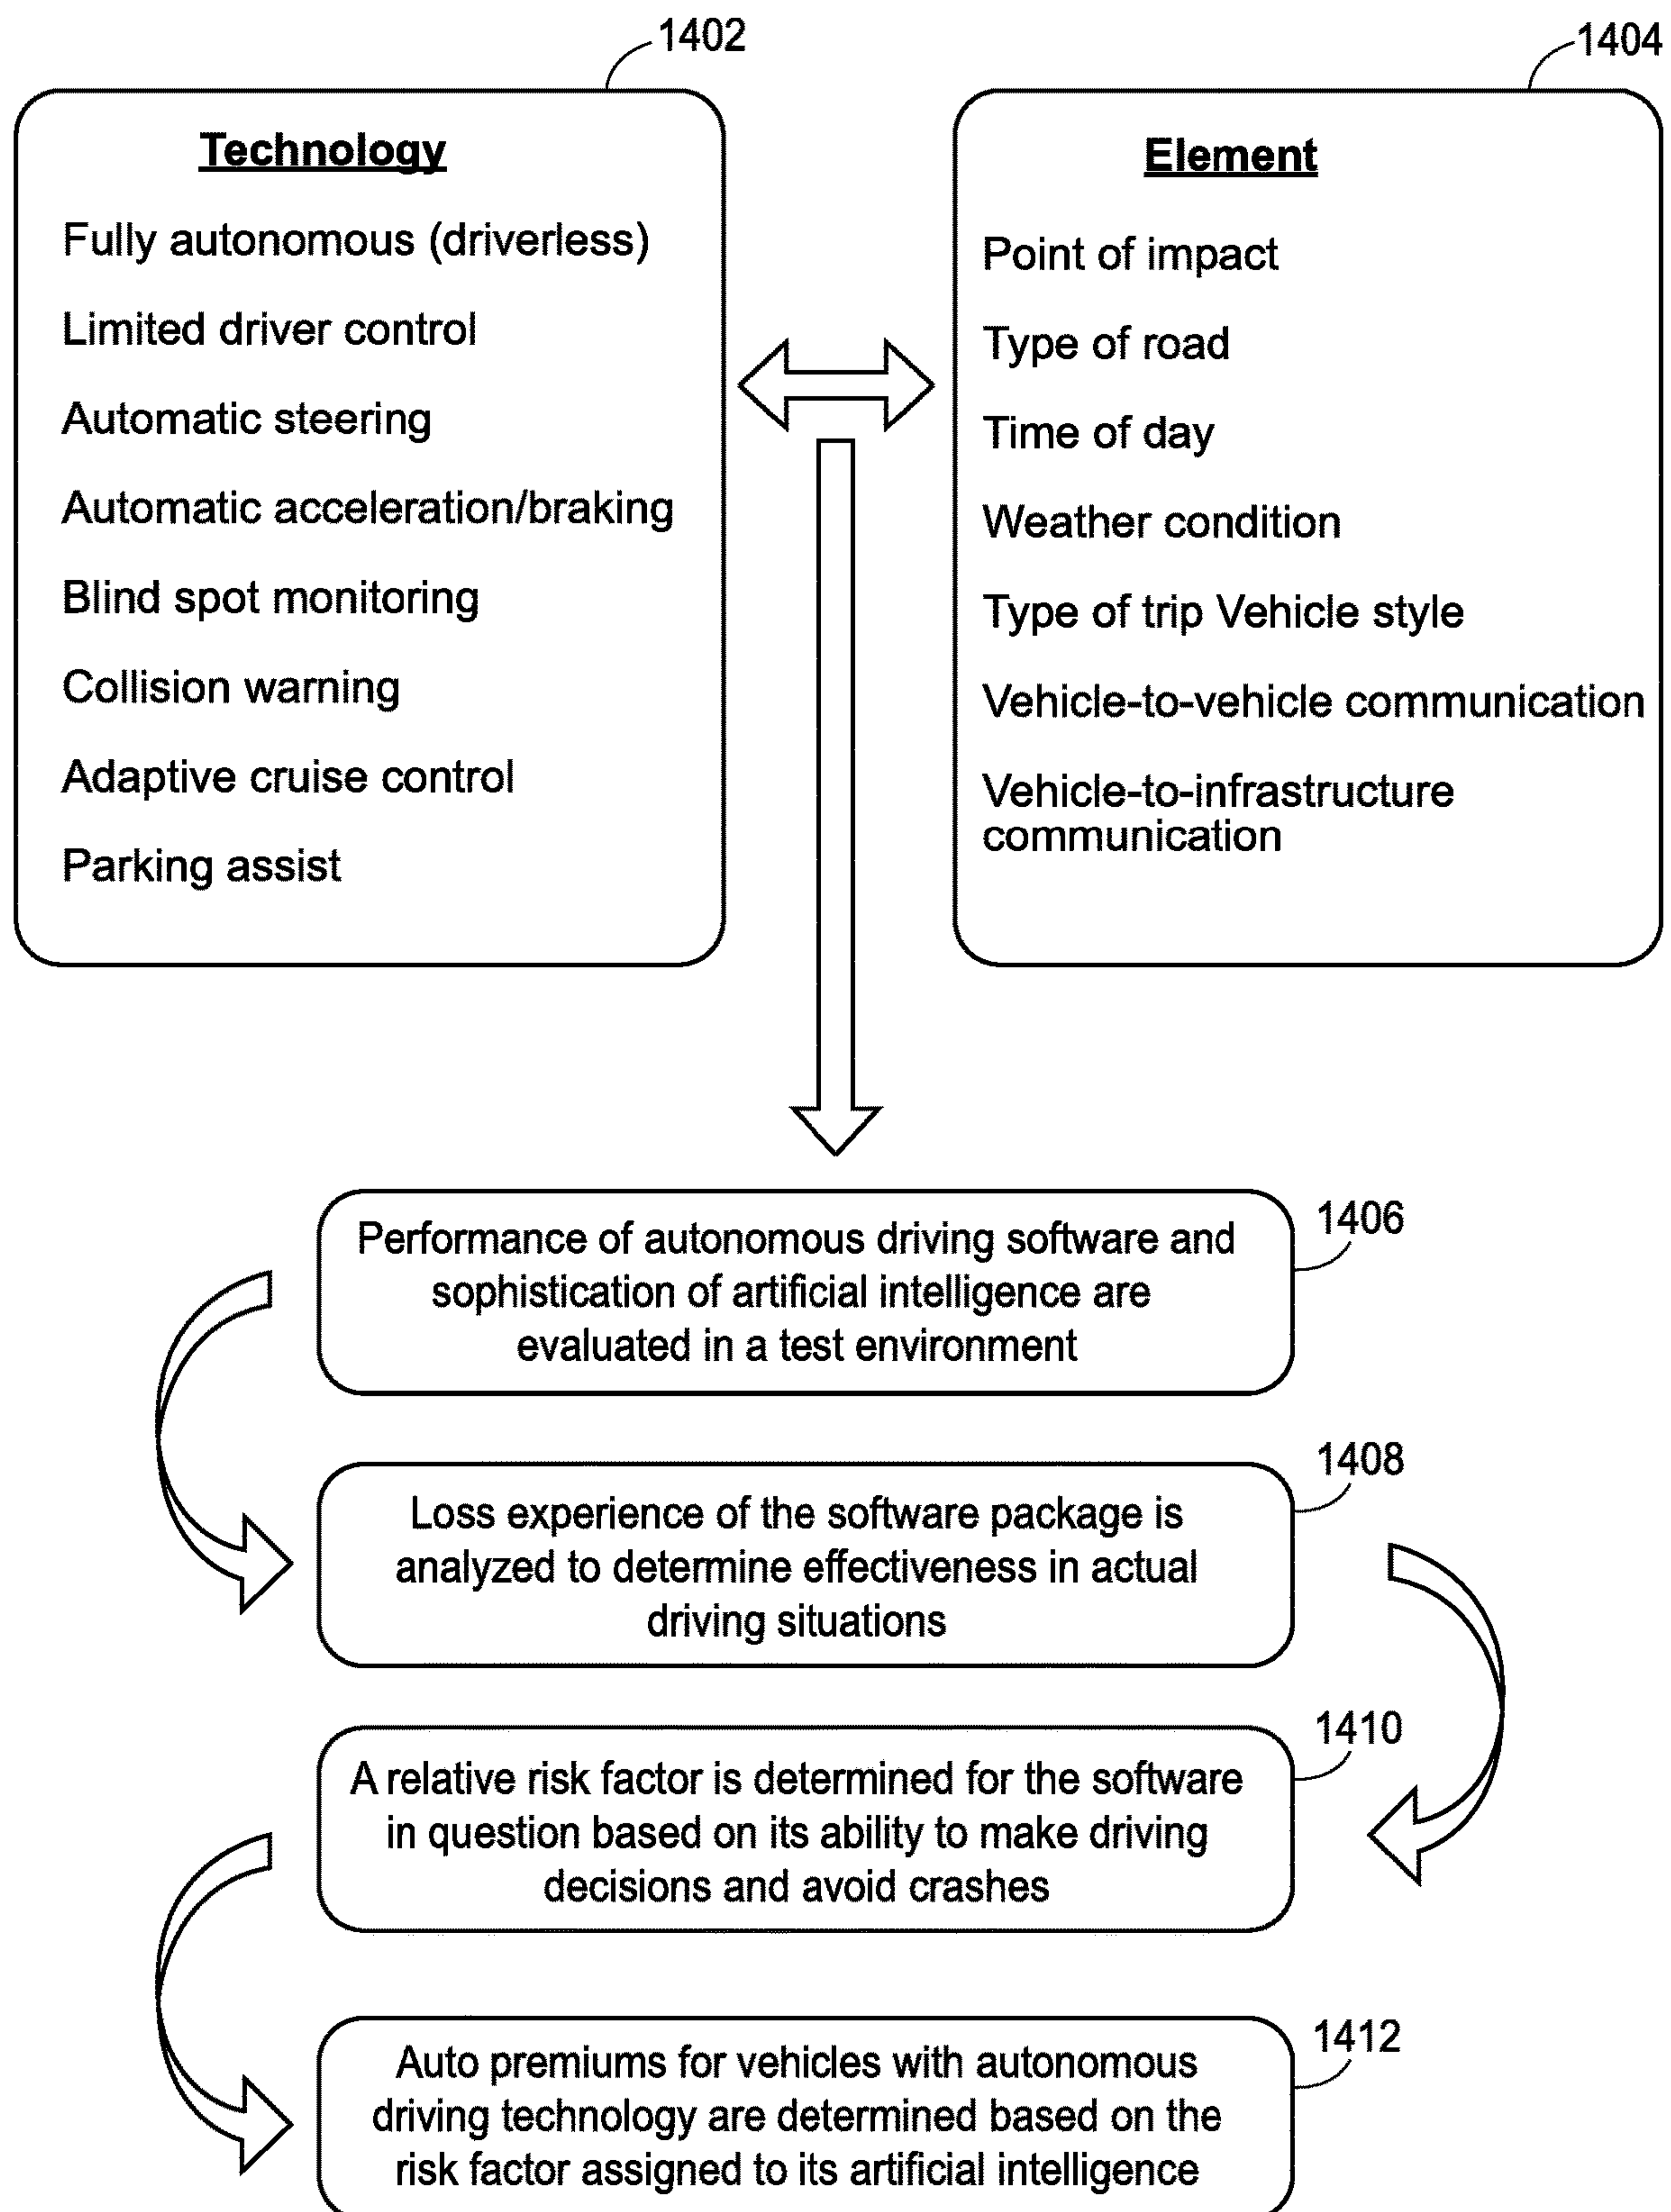 1402
Technology
Fully autonomous (driverless)
Limited driver control
Automatic steering
Automatic acceleration/braking
Blind spot monitoring
Collision warning
Adaptive cruise control
Parking assist
1404
Element
Point of impact
Type of road
Time of day
Weather condition
Type of trip Vehicle style
Vehicle-to-vehicle communication
Vehicle-to-infrastructure
communication
1406
Performance of autonomous driving software and
sophistication of artificial intelligence are
evaluated in a test environment
1408
Loss experience of the software package is
analyzed to determine effectiveness in actual
driving situations
1410
A relative risk factor is determined for the software
in question based on its ability to make driving
decisions and avoid crashes
1412
Auto premiums for vehicles with autonomous
driving technology are determined based on the
risk factor assigned to its artificial intelligence